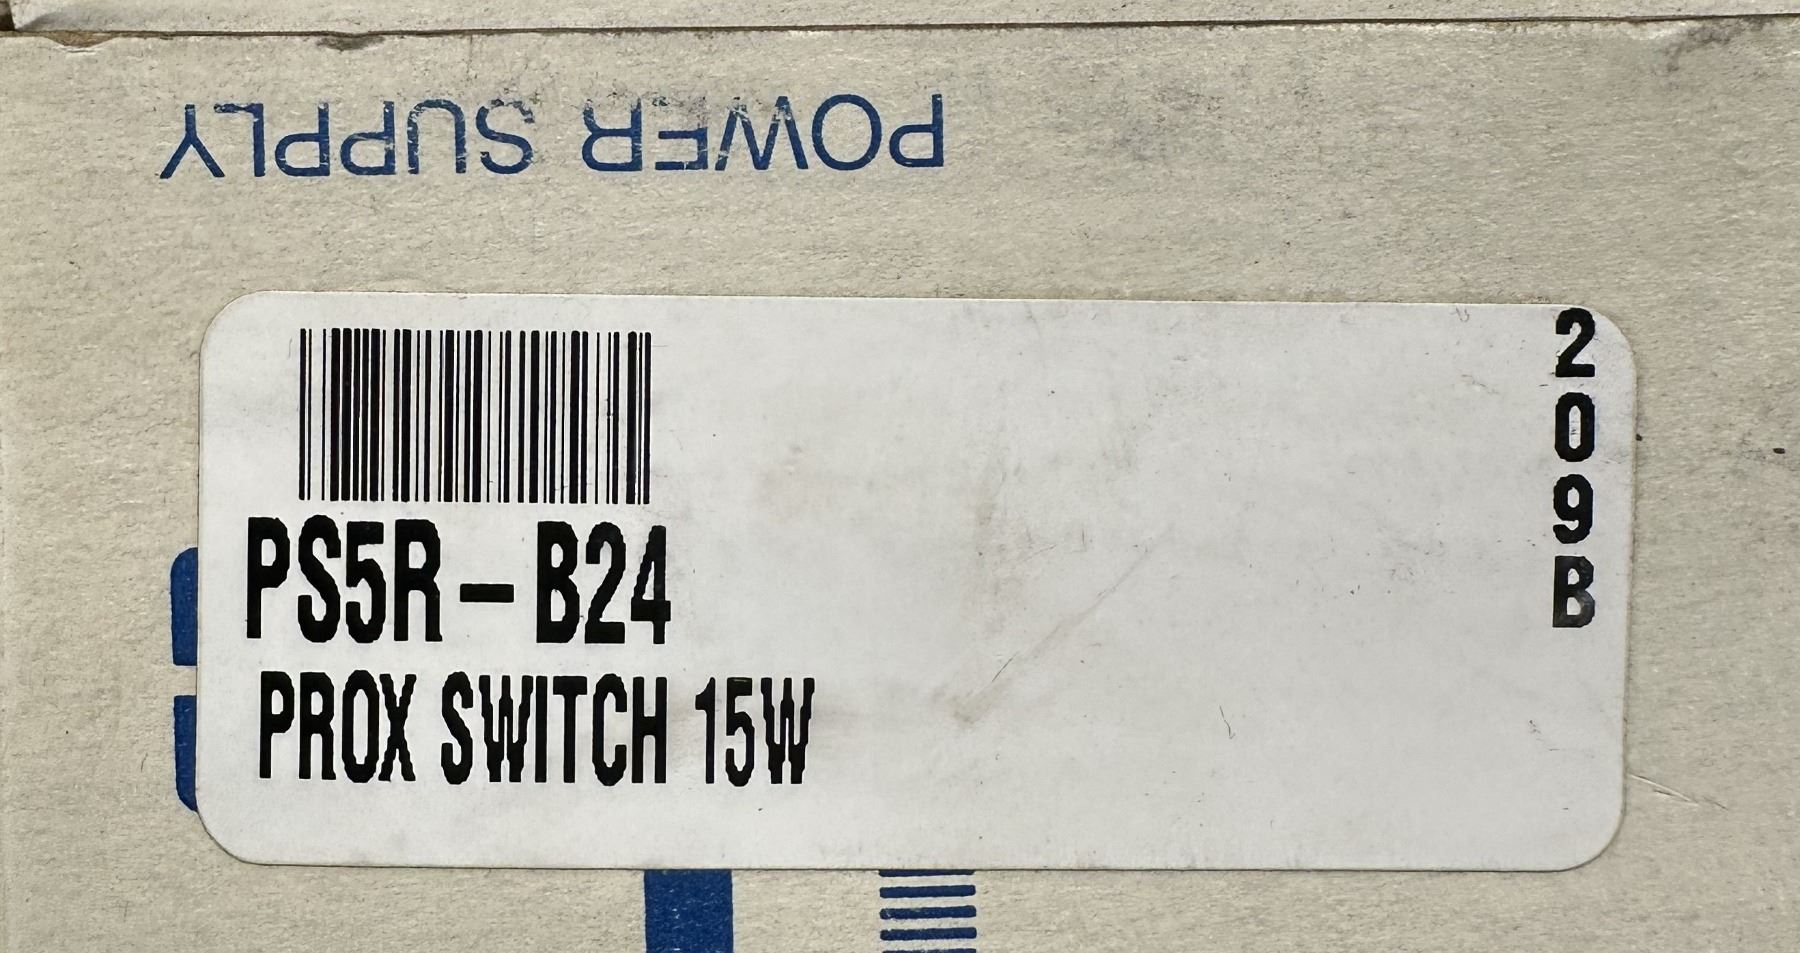 POWER SUPPLY
PS5R-B24
PROX SWITCH 15W
209B